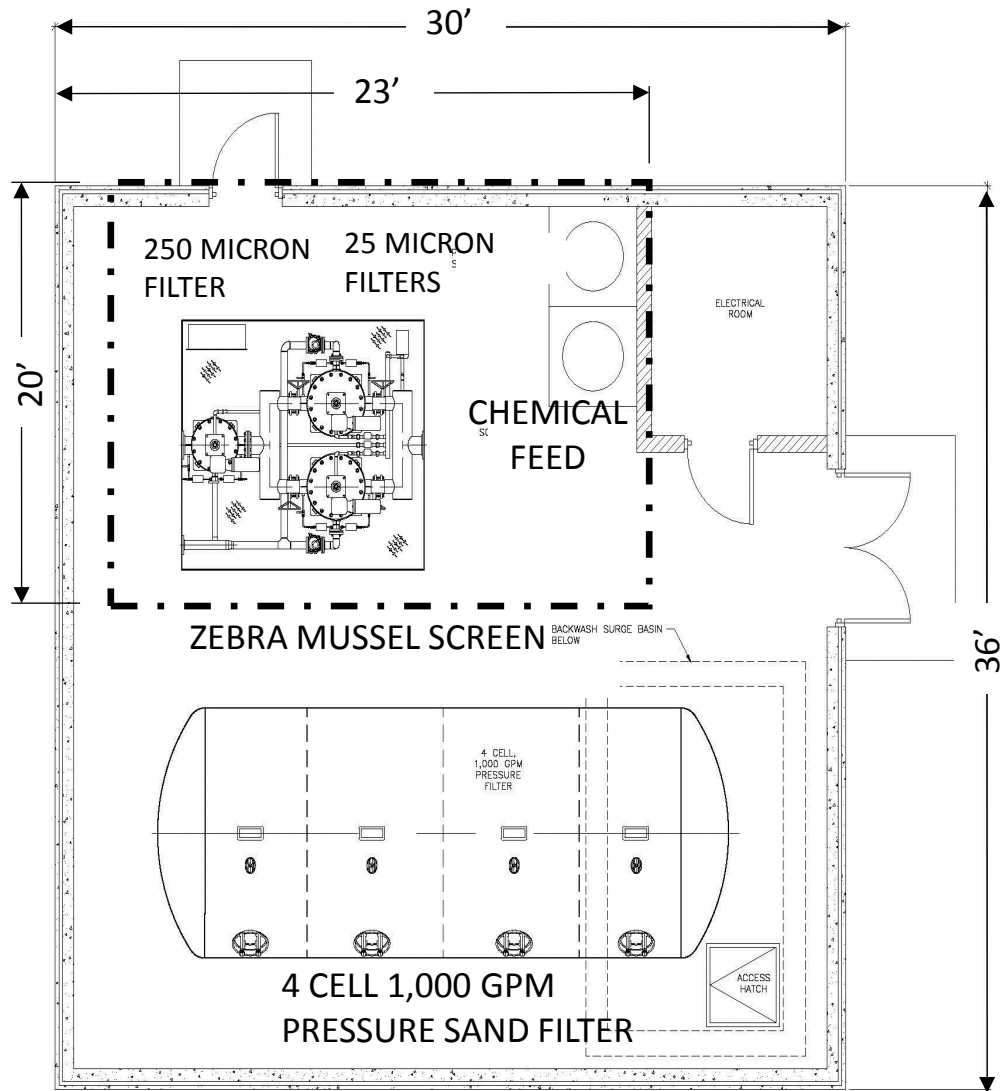 30’
23’
20’
36’
250 MICRON
FILTER
25 MICRON
FILTERS
ELECTRICAL
ROOM
CHEMICAL
FEED
ZEBRA MUSSEL SCREEN
BACKWASH SURGE BASIN
BELOW
4 CELL,
1,000 GPM
PRESSURE
FILTER
ACCESS
HATCH
4 CELL 1,000 GPM
PRESSURE SAND FILTER